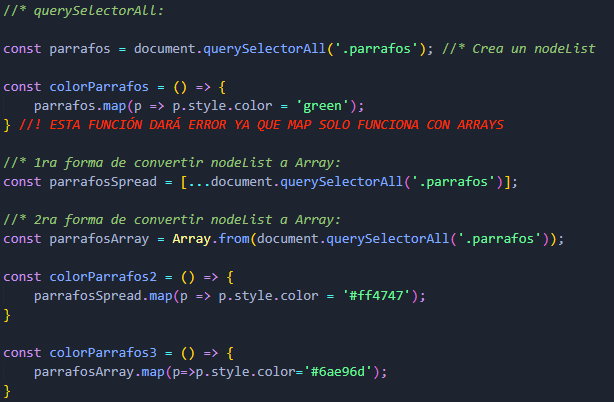 //* querySelectorAll:
const parrafos = document.querySelectorAll('.parrafos'); //* Crea un nodeList
const colorParrafos = () => {
    parrafos.map(p => p.style.color = 'green');
} //! ESTA FUNCIÓN DARÁ ERROR YA QUE MAP SOLO FUNCIONA CON ARRAYS
//* 1ra forma de convertir nodeList a Array:
const parrafosSpread = [...document.querySelectorAll('.parrafos')];
//* 2ra forma de convertir nodeList a Array:
const parrafosArray = Array.from(document.querySelectorAll('.parrafos'));
const colorParrafos2 = () => {
    parrafosSpread.map(p => p.style.color = '#ff4747');
}
const colorParrafos3 = () => {
    parrafosArray.map(p=>p.style.color='#6ae96d');
}